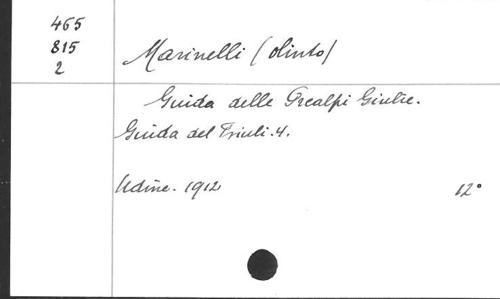 465
815
2
Marinelli (Olinto)
Guida delle Prealpi Giulie.
Guida del Friuli. 4.
Udine. 1912
12°